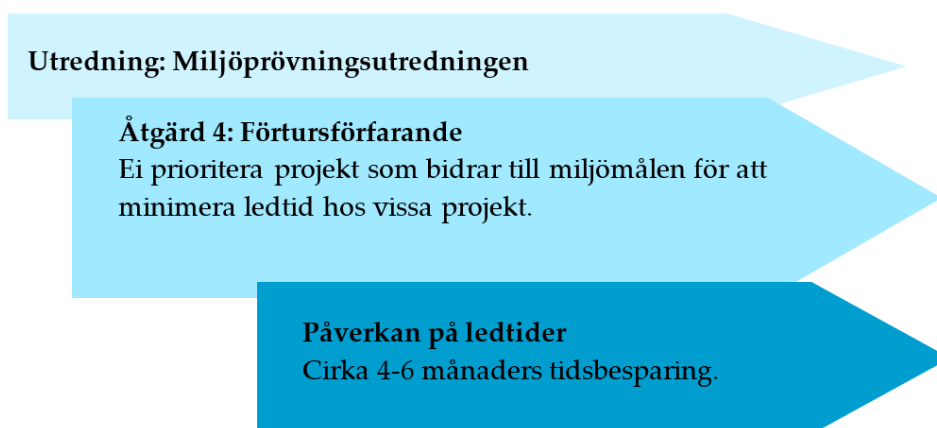 Utredning: Miljöprövningsutredningen
Åtgärd 4: Förtursförfarande
Ei prioritera projekt som bidrar till miljömålen för att
minimera ledtid hos vissa projekt.
Påverkan på ledtider
Cirka 4-6 månaders tidsbesparing.